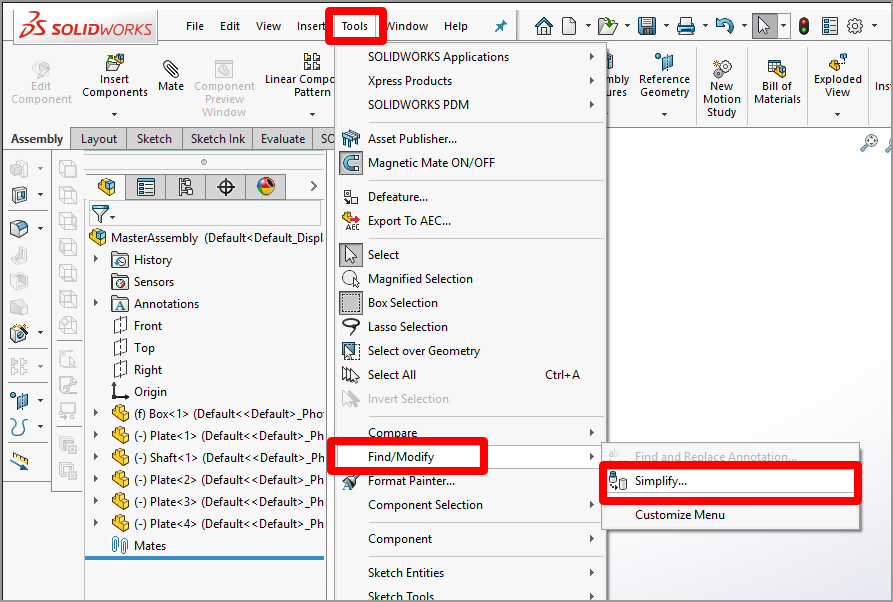 SOLIDWORKS
File Edit View Insert Tools Window Help
Edit Component
Insert Components
Mate
Component Preview Window
Linear Compo
Pattern
mbly
ures
Reference Geometry
New Motion Study
Bill of Materials
Exploded View
Inst
Assembly Layout Sketch Sketch Ink Evaluate SO
MasterAssembly (Default<Default_Displ
History
Sensors
A Annotations
Front
Top
Right
Origin
(f) Box<1> (Default<<Default>_Pho
(-) Plate<1> (Default<<Default>_Ph
(-) Shaft<1> (Default<<Default>_Ph
(-) Plate<2> (Default<<Default>_Ph
(-) Plate<3> (Default<<Default>_Ph
(-) Plate<4> (Default<<Default>_Ph
Mates
SOLIDWORKS Applications
Xpress Products
SOLIDWORKS PDM
Asset Publisher...
Magnetic Mate ON/OFF
Defeature...
AEC Export To AEC...
Select
Magnified Selection
Box Selection
Lasso Selection
Select over Geometry
Select All Ctrl+A
Invert Selection
Compare
Find/Modify
Format Painter...
Component Selection
Component
Sketch Entities
Sketch Tools
Find and Replace Annotation...
Simplify...
Customize Menu